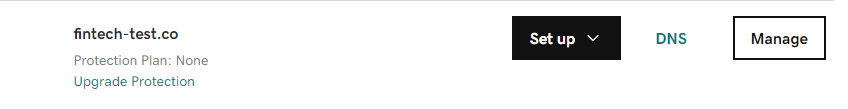 fintech-test.co
Set up
DNS
Manage
Protection Plan: None
Upgrade Protection